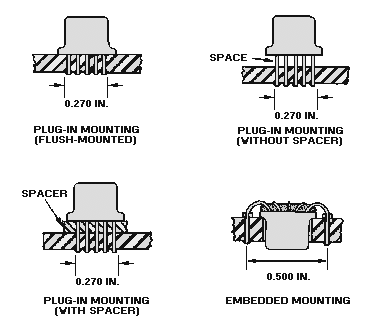 SPACE
0.270 IN.
0.270 IN.
PLUG-IN MOUNTING
(FLUSH-MOUNTED)
PLUG-IN MOUNTING
(WITHOUT SPACER)
SPACER
0.270 IN.
0.500 IN.
PLUG-IN MOUNTING
(WITH SPACER)
EMBEDDED MOUNTING